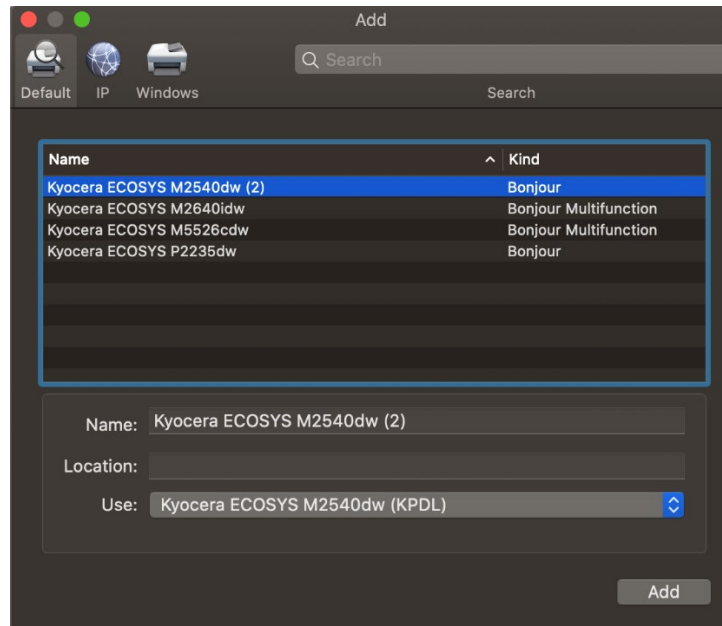 Add
Search
Default IP Windows Search
Name Kind
Kyocera ECOSYS M2540dw (2) Bonjour
Kyocera ECOSYS M2640idw Bonjour Multifunction
Kyocera ECOSYS M5526cdw Bonjour Multifunction
Kyocera ECOSYS P2235dw Bonjour
Name: Kyocera ECOSYS M2540dw (2)
Location:
Use: Kyocera ECOSYS M2540dw (KPDL)
Add